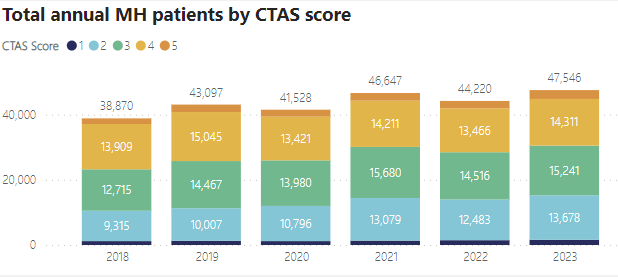 Total annual MH patients by CTAS score
CTAS Score 1 2 3 4 5
46,647 47,546
43,097 44,220
38,870 41,528
40,000
13,909 15,045 13,421 14,211 13,466 14,311
12,715 14,467 13,980 15,680 14,516 15,241
20,000
9,315 10,007 10,796 13,079 12,483 13,678
0
2018 2019 2020 2021 2022 2023